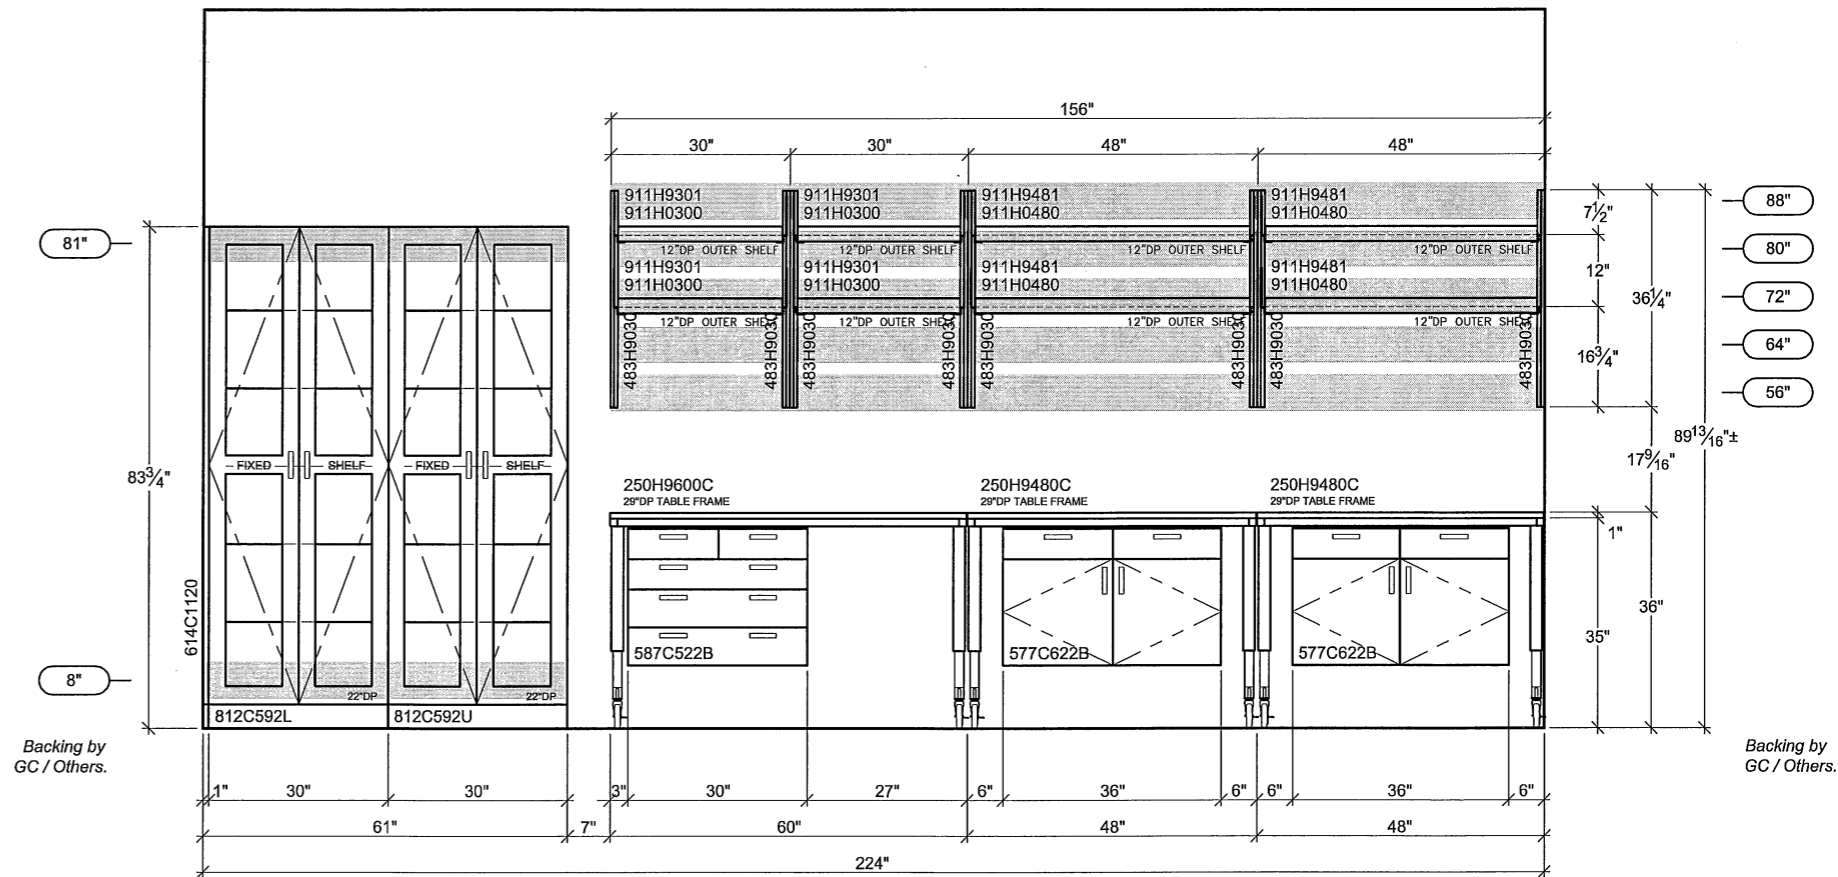 156"
30" 30" 48" 48"
911H9301 911H9301 911H9481 911H9481
911H0300 911H0300 911H0480 911H0480
12"DP OUTER SHELF 12"DP OUTER SHELF 12"DP OUTER SHELF 12"DP OUTER SHELF
911H9301 911H9301 911H9481 911H9481
911H0300 911H0300 911H0480 911H0480
12"DP OUTER SHELF 12"DP OUTER SHELF 12"DP OUTER SHELF 12"DP OUTER SHELF
483H9030 483H9030 483H9030 483H9030 483H9030 483H9030 483H9030 483H9030
7½"
12"
16¾"
36¼"
17 9/16"
89 13/16"±
88"
80"
72"
64"
56"
81"
83¾"
8"
FIXED SHELF FIXED SHELF
614C1120
22"DP 22"DP
812C592L 812C592U
250H9600C 250H9480C 250H9480C
29"DP TABLE FRAME 29"DP TABLE FRAME 29"DP TABLE FRAME
1"
35"
36"
587C522B 577C622B 577C622B
Backing by
GC / Others.
Backing by
GC / Others.
1" 30" 30" 3" 30" 27" 6" 36" 6" 6" 36" 6"
61" 7" 60" 48" 48"
224"